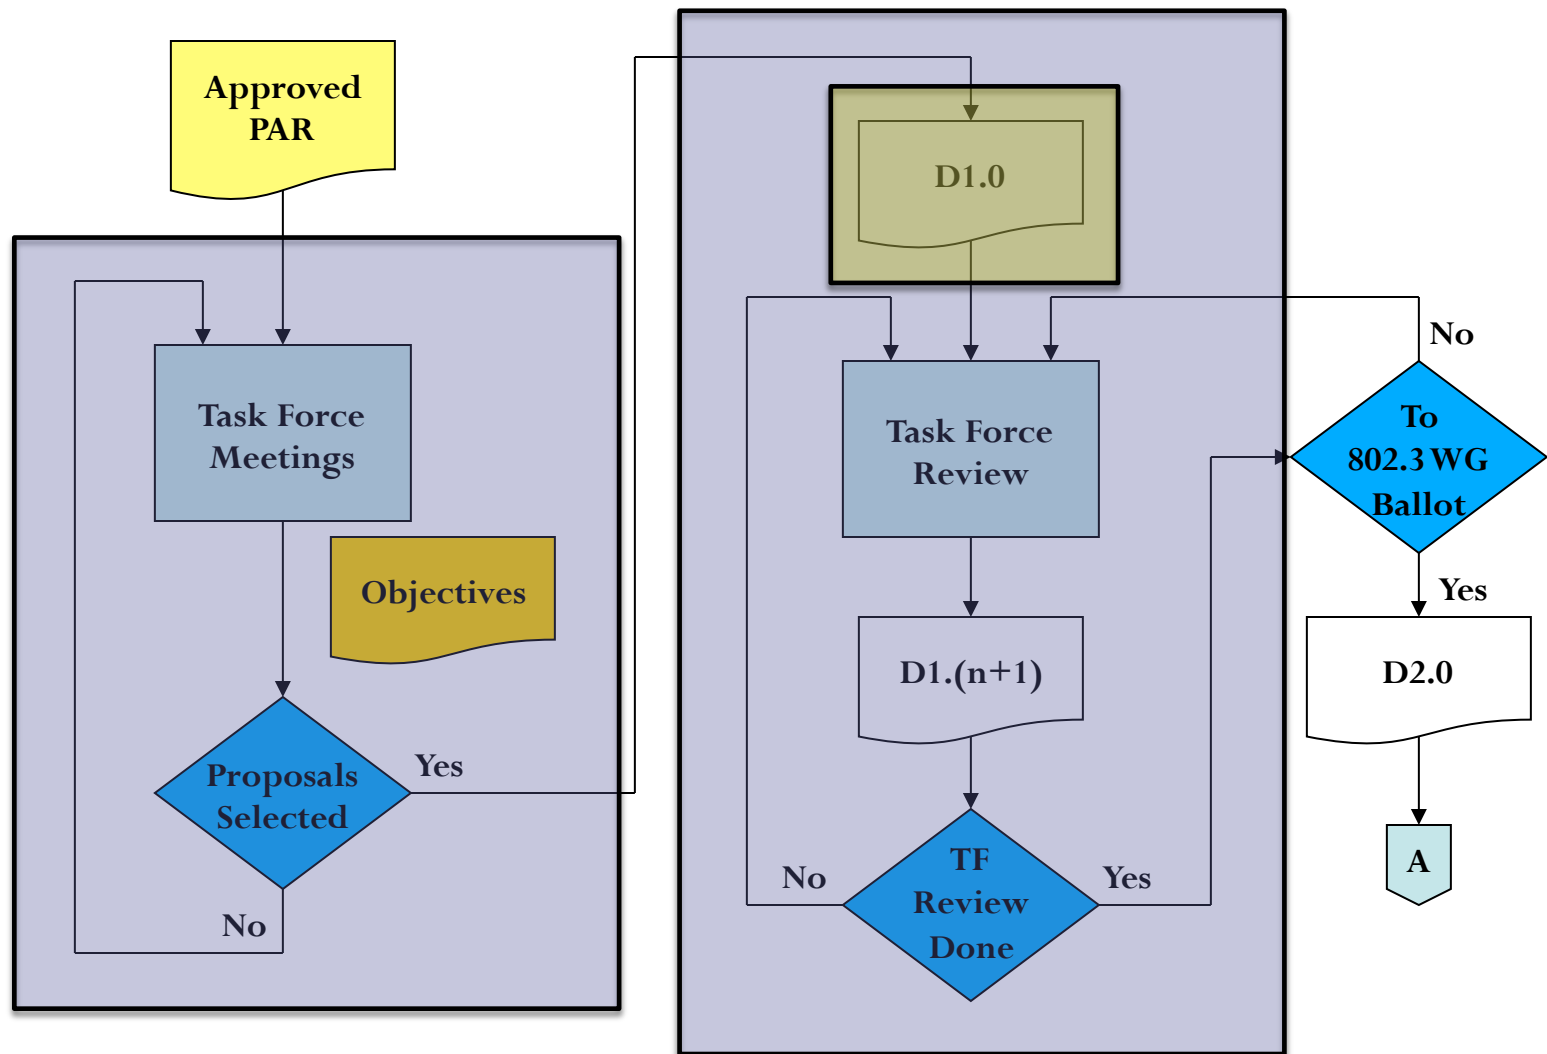 Approved
PAR
Task Force
Meetings
Objectives
Proposals
Selected
Yes
No
D1.0
Task Force
Review
D1.(n+1)
TF
Review
Done
No
Yes
No
To
802.3 WG
Ballot
Yes
D2.0
A